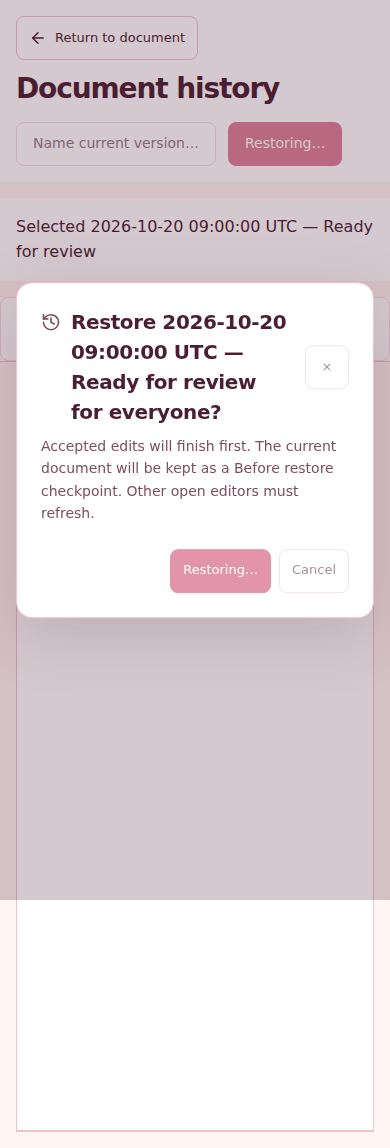 Return to document
Document history
Name current version…
Restoring…
Selected 2026-10-20 09:00:00 UTC — Ready
for review
Restore 2026-10-20
09:00:00 UTC —
Ready for review
for everyone?
×
Accepted edits will finish first. The current
document will be kept as a Before restore
checkpoint. Other open editors must
refresh.
Restoring…
Cancel